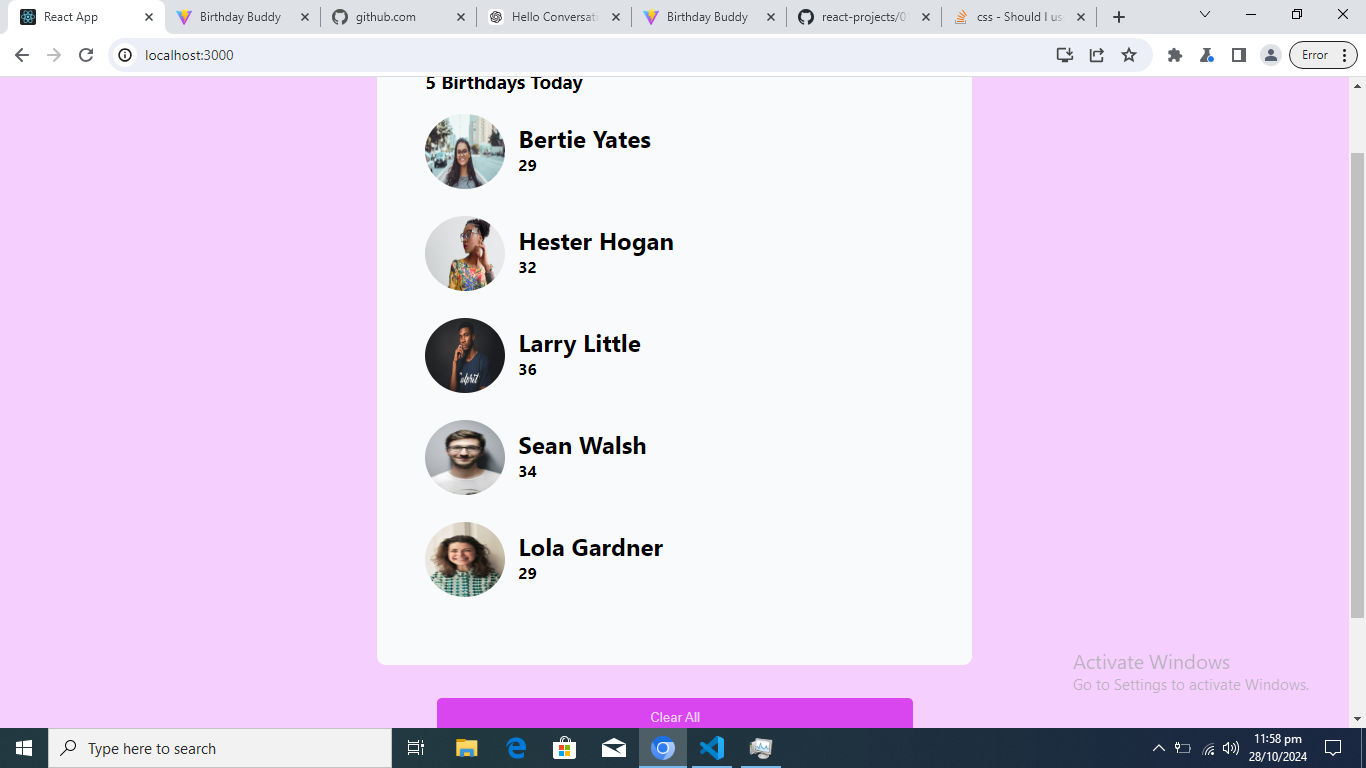 React App
Birthday Buddy
github.com
Hello Conversati
Birthday Buddy
react-projects/0
css - Should I us
localhost:3000
Error
5 Birthdays Today
Bertie Yates
29
Hester Hogan
32
Larry Little
36
Sean Walsh
34
Lola Gardner
29
Activate Windows
Go to Settings to activate Windows.
Clear All
Type here to search
11:58 pm
28/10/2024